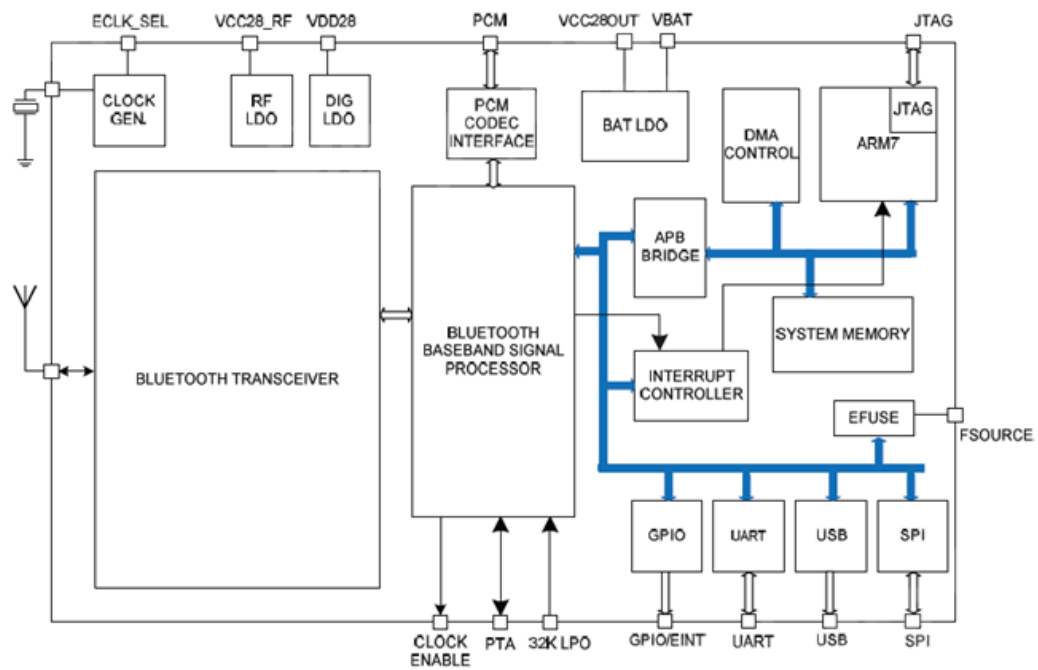 ECLK_SEL
VCC28_RF
VDD28
PCM
VCC28OUT
VBAT
JTAG
CLOCK
GEN.
RF
LDO
DIG
LDO
PCM
CODEC
INTERFACE
BAT LDO
DMA
CONTROL
JTAG
ARM7
APB
BRIDGE
SYSTEM MEMORY
BLUETOOTH TRANSCEIVER
BLUETOOTH
BASEBAND SIGNAL
PROCESSOR
INTERRUPT
CONTROLLER
EFUSE
FSOURCE
GPIO
UART
USB
SPI
CLOCK
ENABLE
PTA
32K LPO
GPIO/EINT
UART
USB
SPI